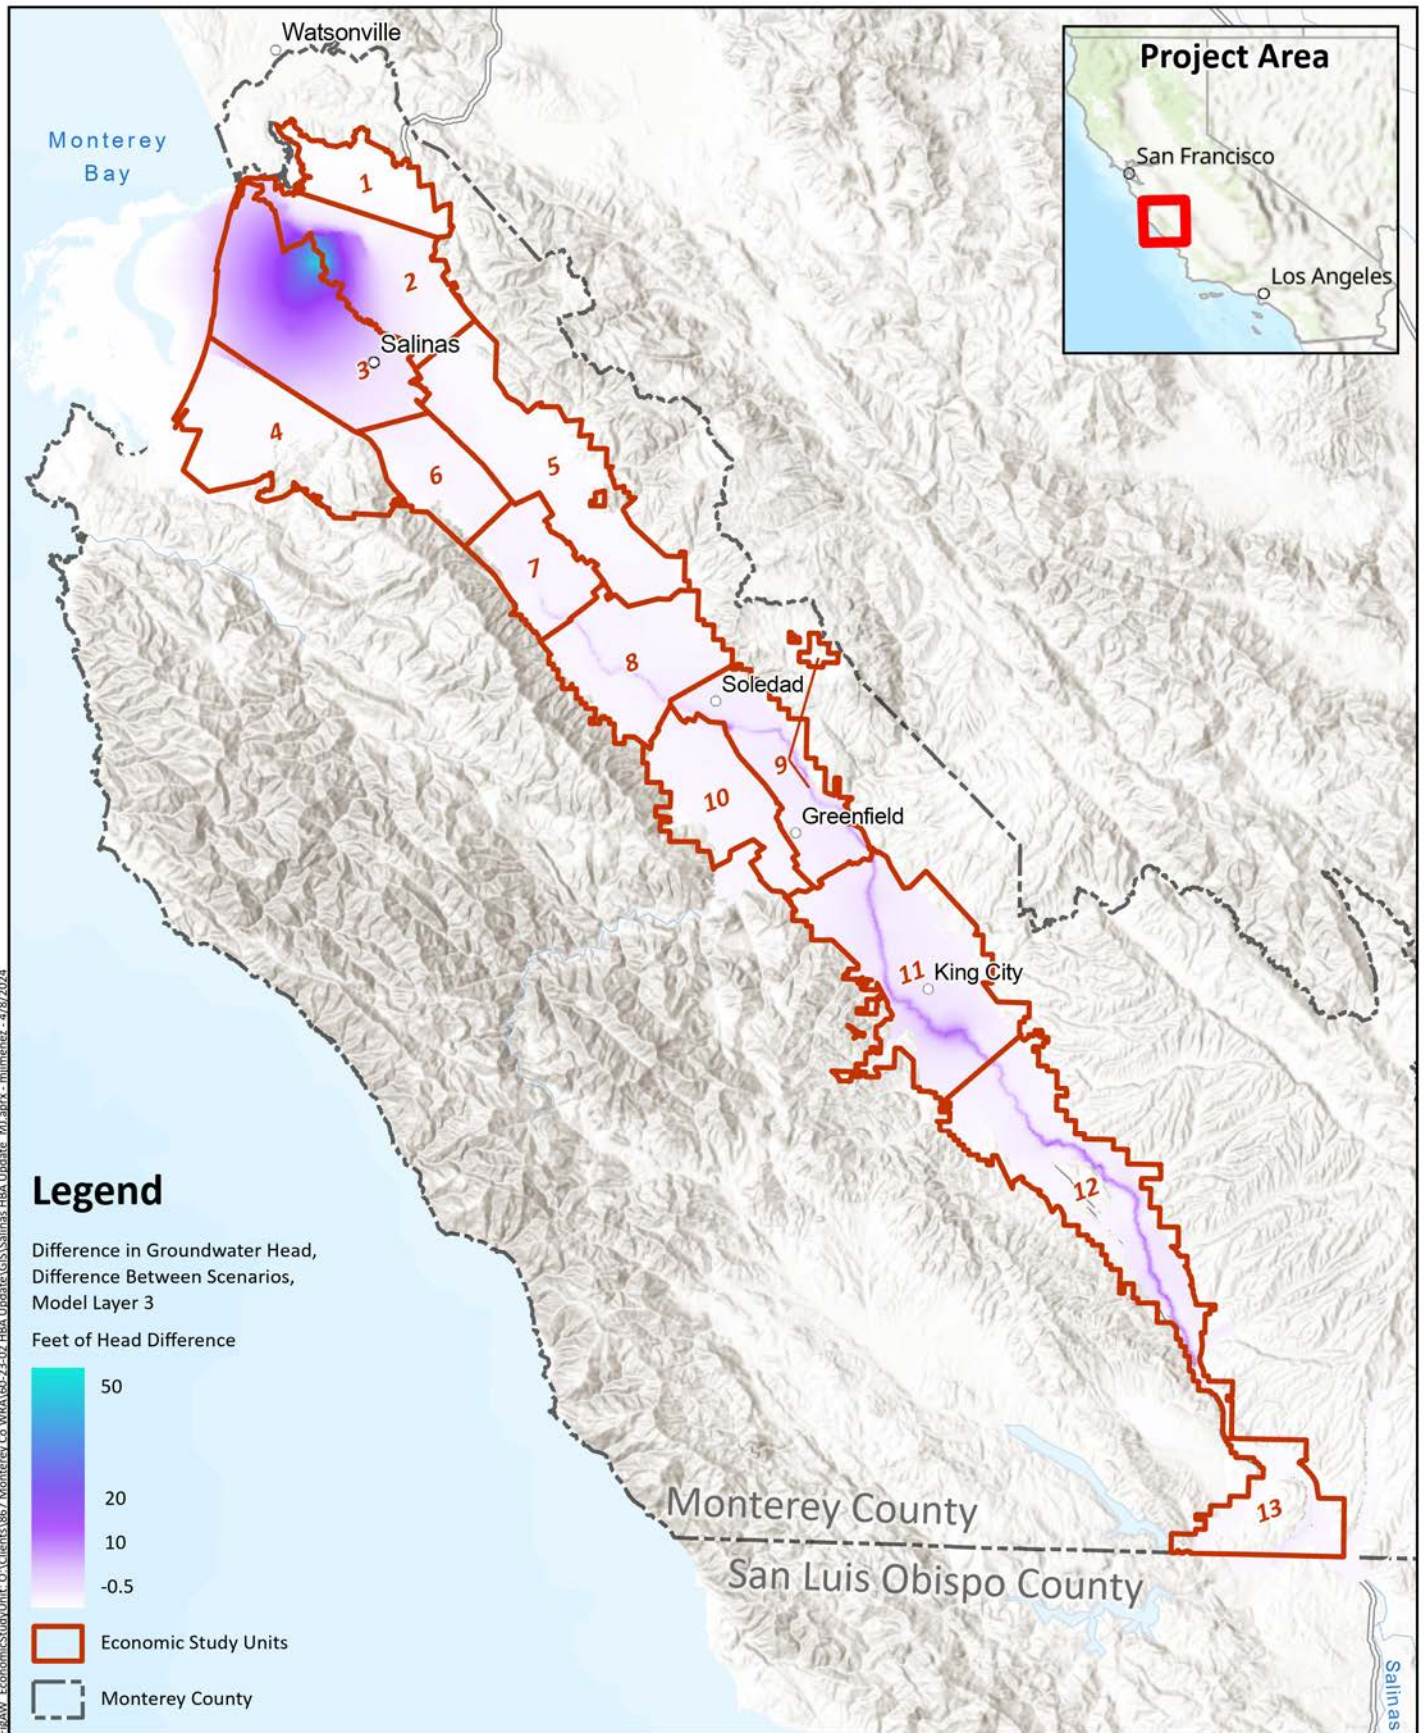 Watsonville
Monterey
Bay
Project Area
San Francisco
Los Angeles
1
2
Salinas
3
4
5
6
7
8
Soledad
9
10
Greenfield
11
King City
12
13
Monterey County
San Luis Obispo County
Salinas
Legend
Difference in Groundwater Head,
Difference Between Scenarios,
Model Layer 3
Feet of Head Difference
50
20
10
-0.5
Economic Study Units
Monterey County